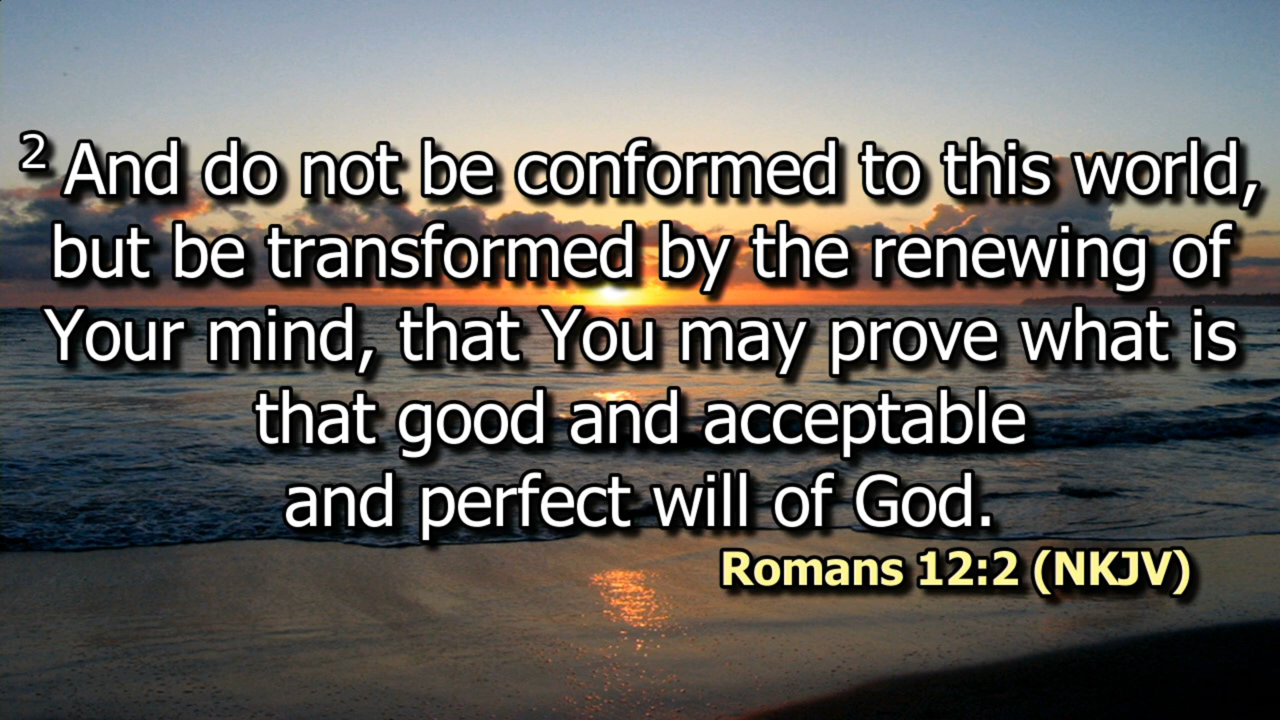 2 And do not be conformed to this world,
but be transformed by the renewing of
Your mind, that You may prove what is
that good and acceptable
and perfect will of God.
Romans 12:2 (NKJV)